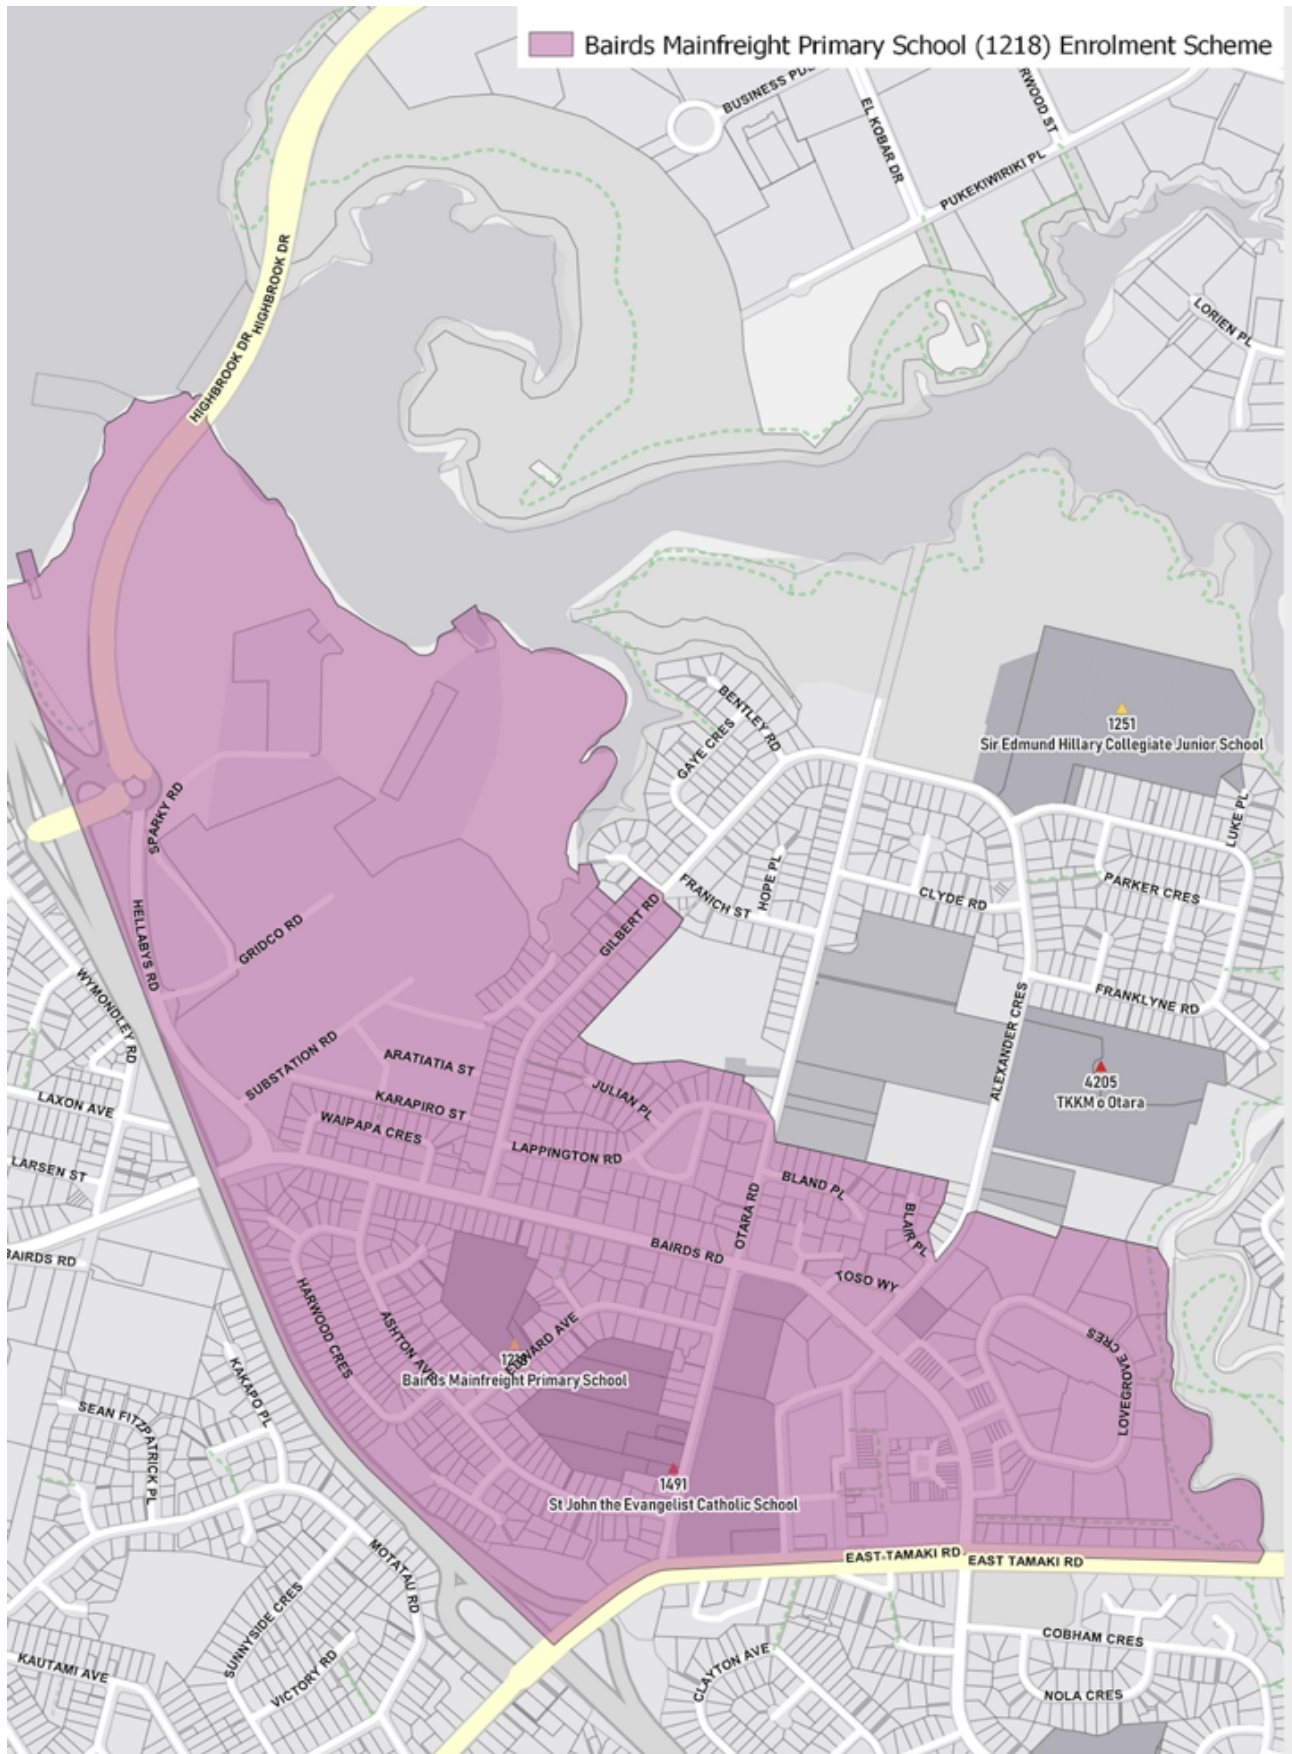 Bairds Mainfreight Primary School (1218) Enrolment Scheme
BUSINESS
EL KOBAR DR
RWOOD ST
PUKEKIWIRIKI PL
LORIEN PL
HIGHBROOK DR
HIGHBROOK DR
1251
Sir Edmund Hillary Collegiate Junior School
BENTLEY RD
GAYE CRES
SPARKY RD
LUKE PL
HOPE PL
FRANICH ST
CLYDE RD
PARKER CRES
GILBERT RD
HELLABYS RD
GRIDCO RD
WYMONDLEY RD
FRANKLYNE RD
ALEXANDER CRES
SUBSTATION RD
ARATIATIA ST
JULIAN PL
4205
TKKM o Otara
LAXON AVE
KARAPIRO ST
WAIPAPA CRES
LAPPINGTON RD
LARSEN ST
BLAND PL
OTARA RD
BLAIR PL
BAIRDS RD
BAIRDS RD
TOSO WY
HARWOOD CRES
ASHTON AVE
EDWARD AVE
LOVEGROVE CRES
1218
Bairds Mainfreight Primary School
KAKAPO PL
SEAN FITZPATRICK PL
1491
St John the Evangelist Catholic School
EAST TAMAKI RD
EAST TAMAKI RD
MOTATAU RD
SUNNYSIDE CRES
VICTORY RD
KAUTAMI AVE
CLAYTON AVE
COBHAM CRES
NOLA CRES